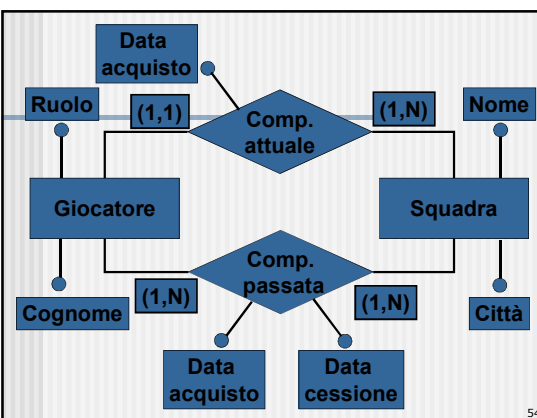 Data
acquisto
Ruolo
(1,1)
Comp.
attuale
(1,N)
Nome
Giocatore
Squadra
Comp.
passata
(1,N)
(1,N)
Cognome
Città
Data
acquisto
Data
cessione
54